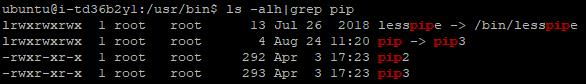 ubuntu@i-td36b2yl:/usr/bin$ ls -alh|grep pip
lrwxrwxrwx 1 root root 13 Jul 26 2018 lesspipe -> /bin/lesspipe
lrwxrwxrwx 1 root root 4 Aug 24 11:20 pip -> pip3
-rwxr-xr-x 1 root root 292 Apr 3 17:23 pip2
-rwxr-xr-x 1 root root 293 Apr 3 17:23 pip3